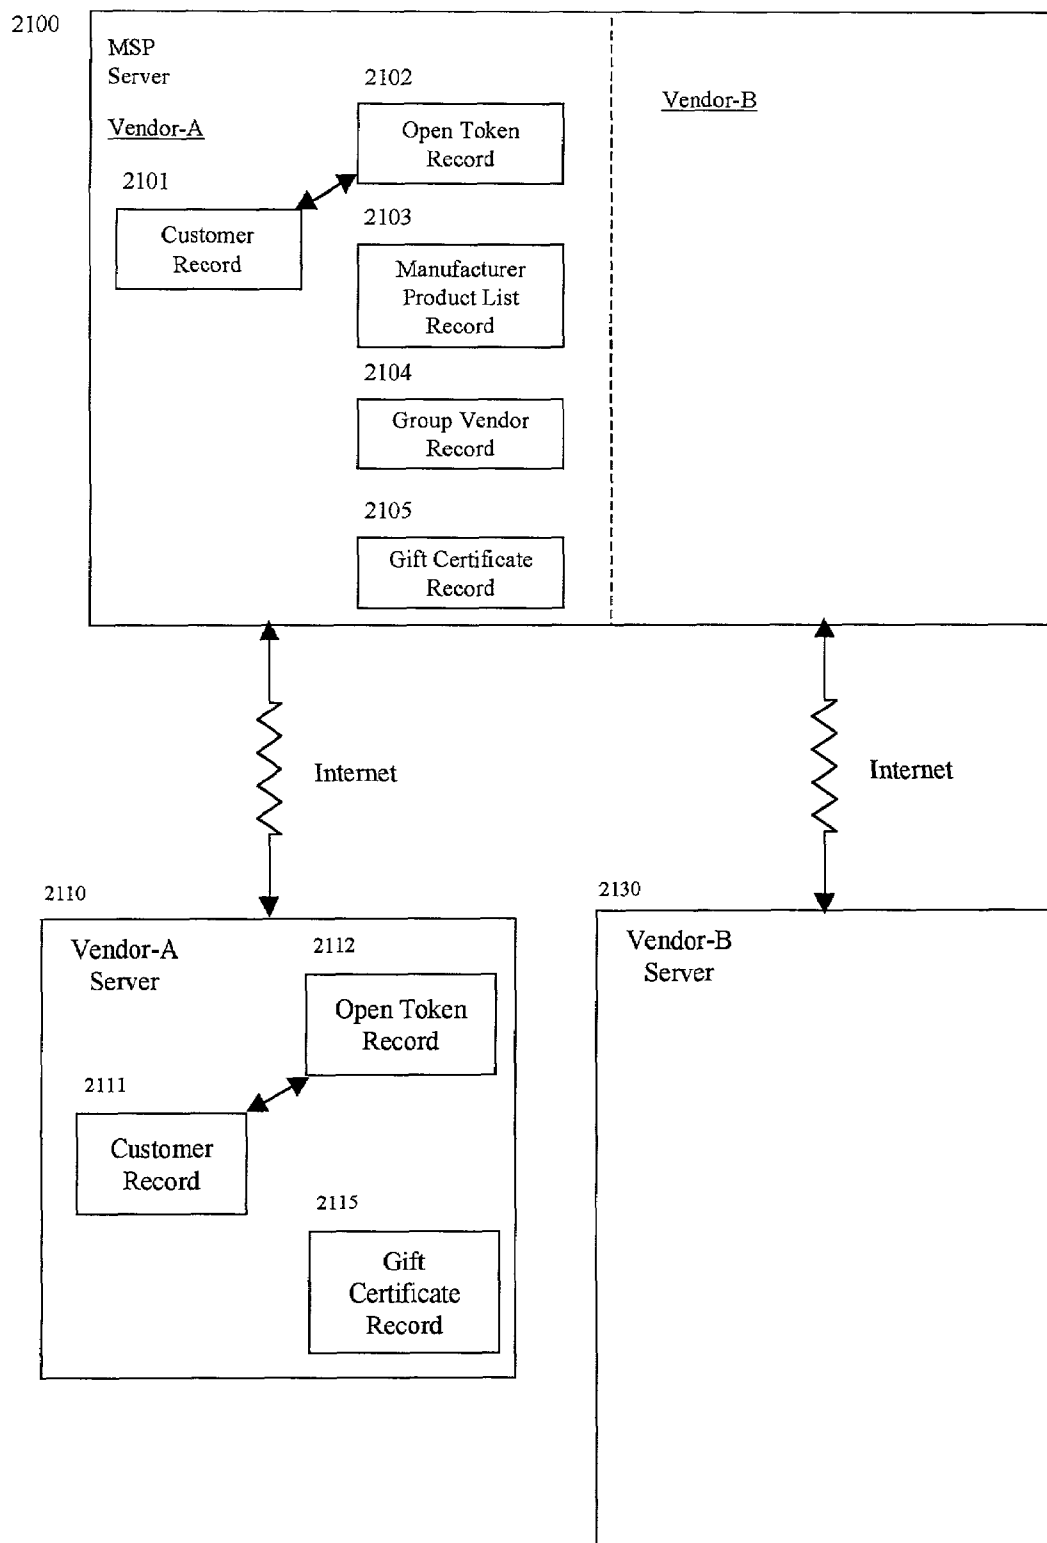 2100
MSP
Server
Vendor-A
2101
Customer
Record
2102
Open Token
Record
2103
Manufacturer
Product List
Record
2104
Group Vendor
Record
2105
Gift Certificate
Record
Vendor-B
Internet
Internet
2110
Vendor-A
Server
2112
Open Token
Record
2111
Customer
Record
2115
Gift
Certificate
Record
2130
Vendor-B
Server